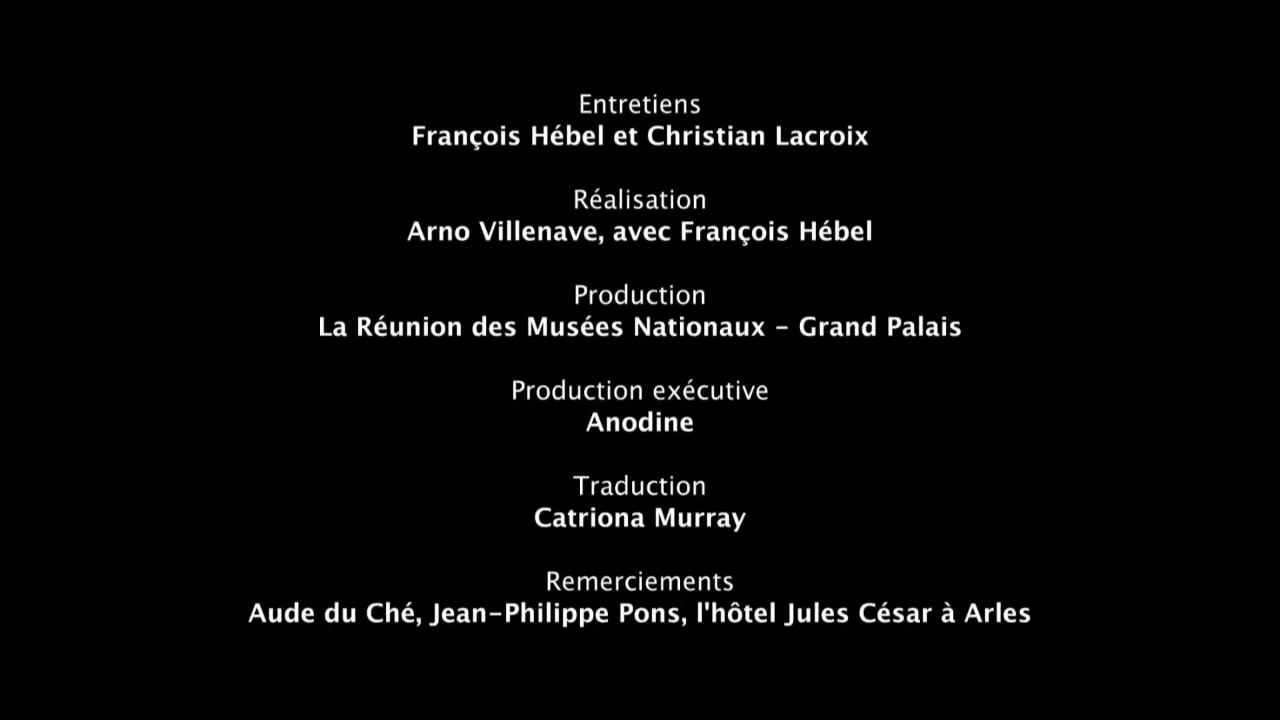 Entretiens
François Hébel et Christian Lacroix
Réalisation
Arno Villenave, avec François Hébel
Production
La Réunion des Musées Nationaux - Grand Palais
Production exécutive
Anodine
Traduction
Catriona Murray
Remerciements
Aude du Ché, Jean-Philippe Pons, l'hôtel Jules César à Arles